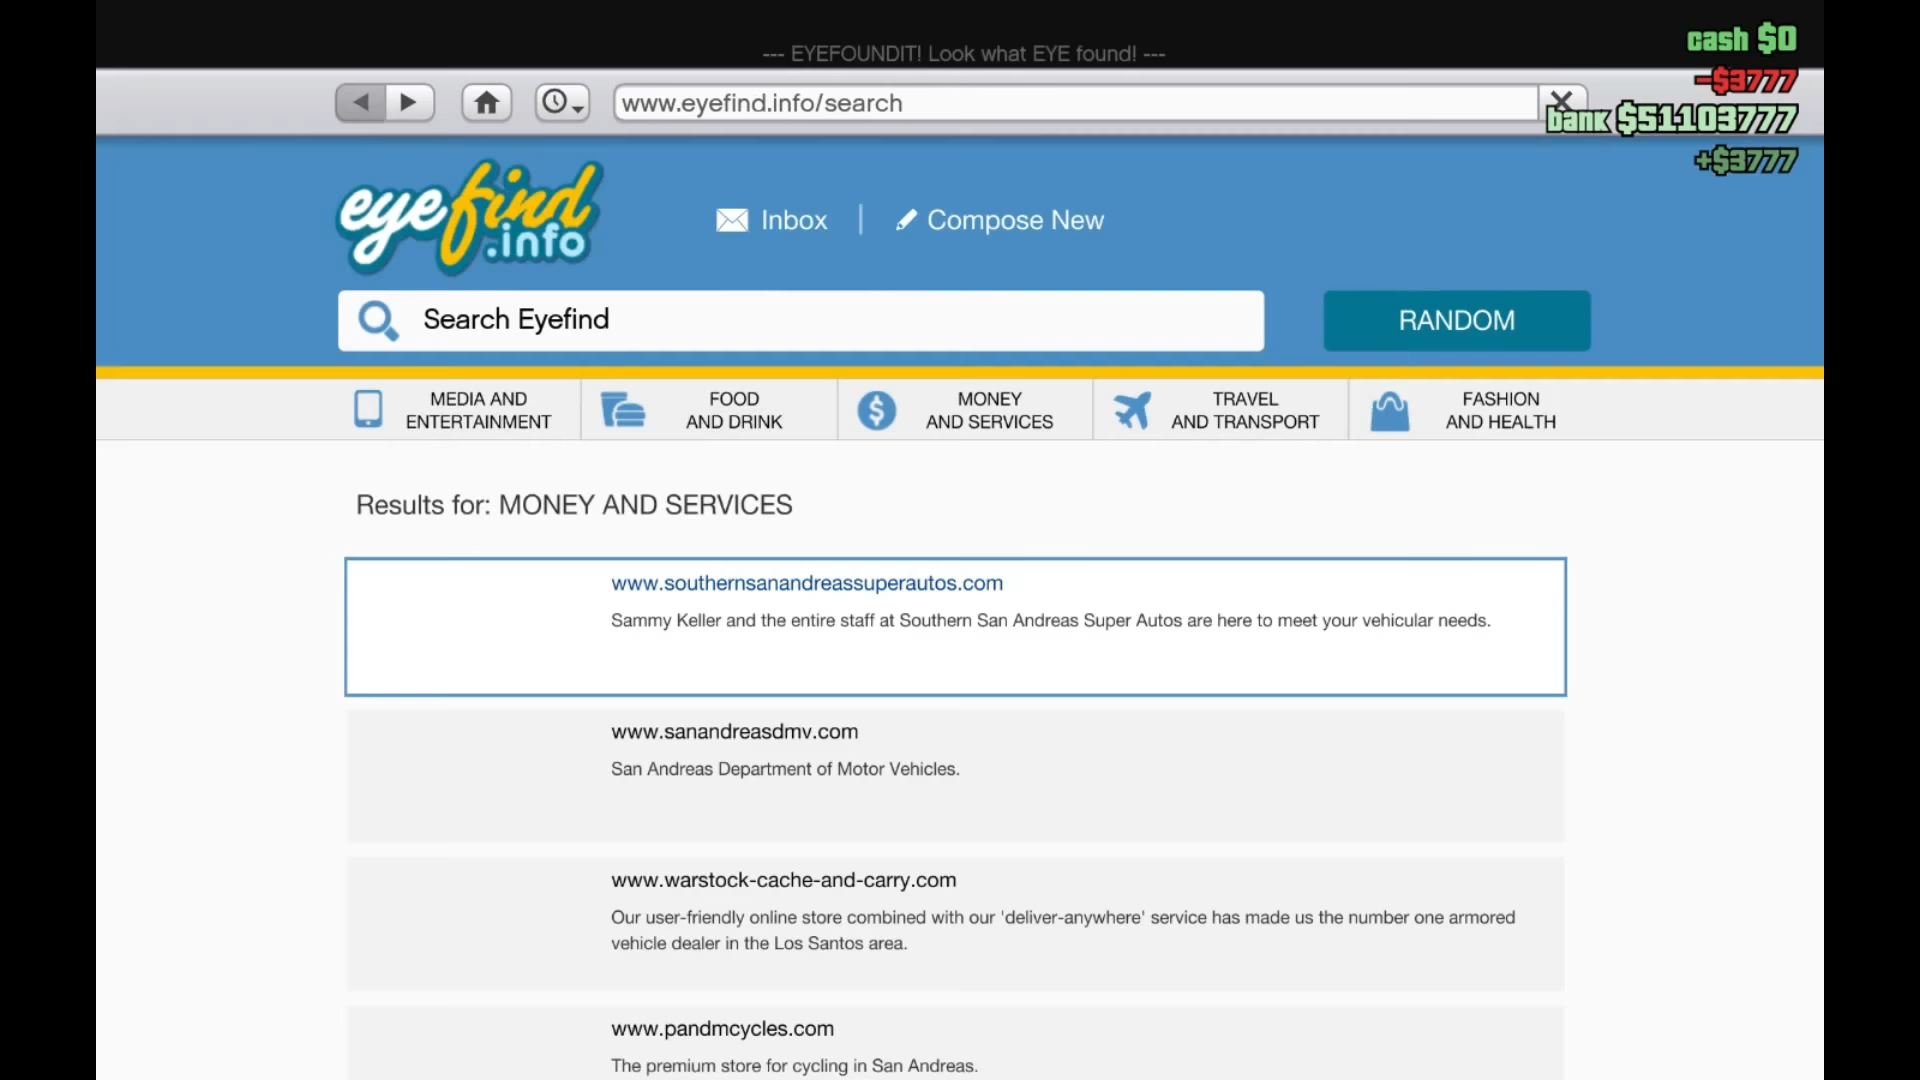 --- EYEFOUNDIT! Look what EYE found! ---
cash $0
-$3777
www.eyefind.info/search
bank $51103777
+$3777
eyefind.info
Inbox
Compose New
Search Eyefind
RANDOM
MEDIA AND
ENTERTAINMENT
FOOD
AND DRINK
MONEY
AND SERVICES
TRAVEL
AND TRANSPORT
FASHION
AND HEALTH
Results for: MONEY AND SERVICES
www.southernsanandreassuperautos.com
Sammy Keller and the entire staff at Southern San Andreas Super Autos are here to meet your vehicular needs.
www.sanandreasdmv.com
San Andreas Department of Motor Vehicles.
www.warstock-cache-and-carry.com
Our user-friendly online store combined with our 'deliver-anywhere' service has made us the number one armored
vehicle dealer in the Los Santos area.
www.pandmcycles.com
The premium store for cycling in San Andreas.